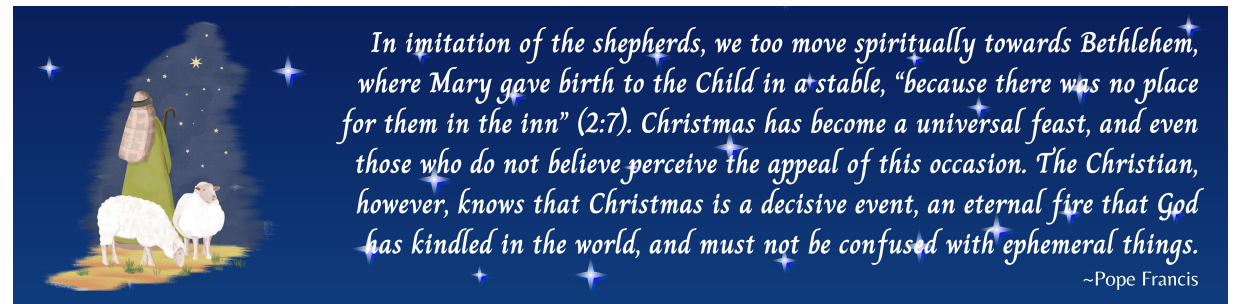 In imitation of the shepherds, we too move spiritually towards Bethlehem,
where Mary gave birth to the Child in a stable, “because there was no place
for them in the inn” (2:7). Christmas has become a universal feast, and even
those who do not believe perceive the appeal of this occasion. The Christian,
however, knows that Christmas is a decisive event, an eternal fire that God
has kindled in the world, and must not be confused with ephemeral things.
~Pope Francis